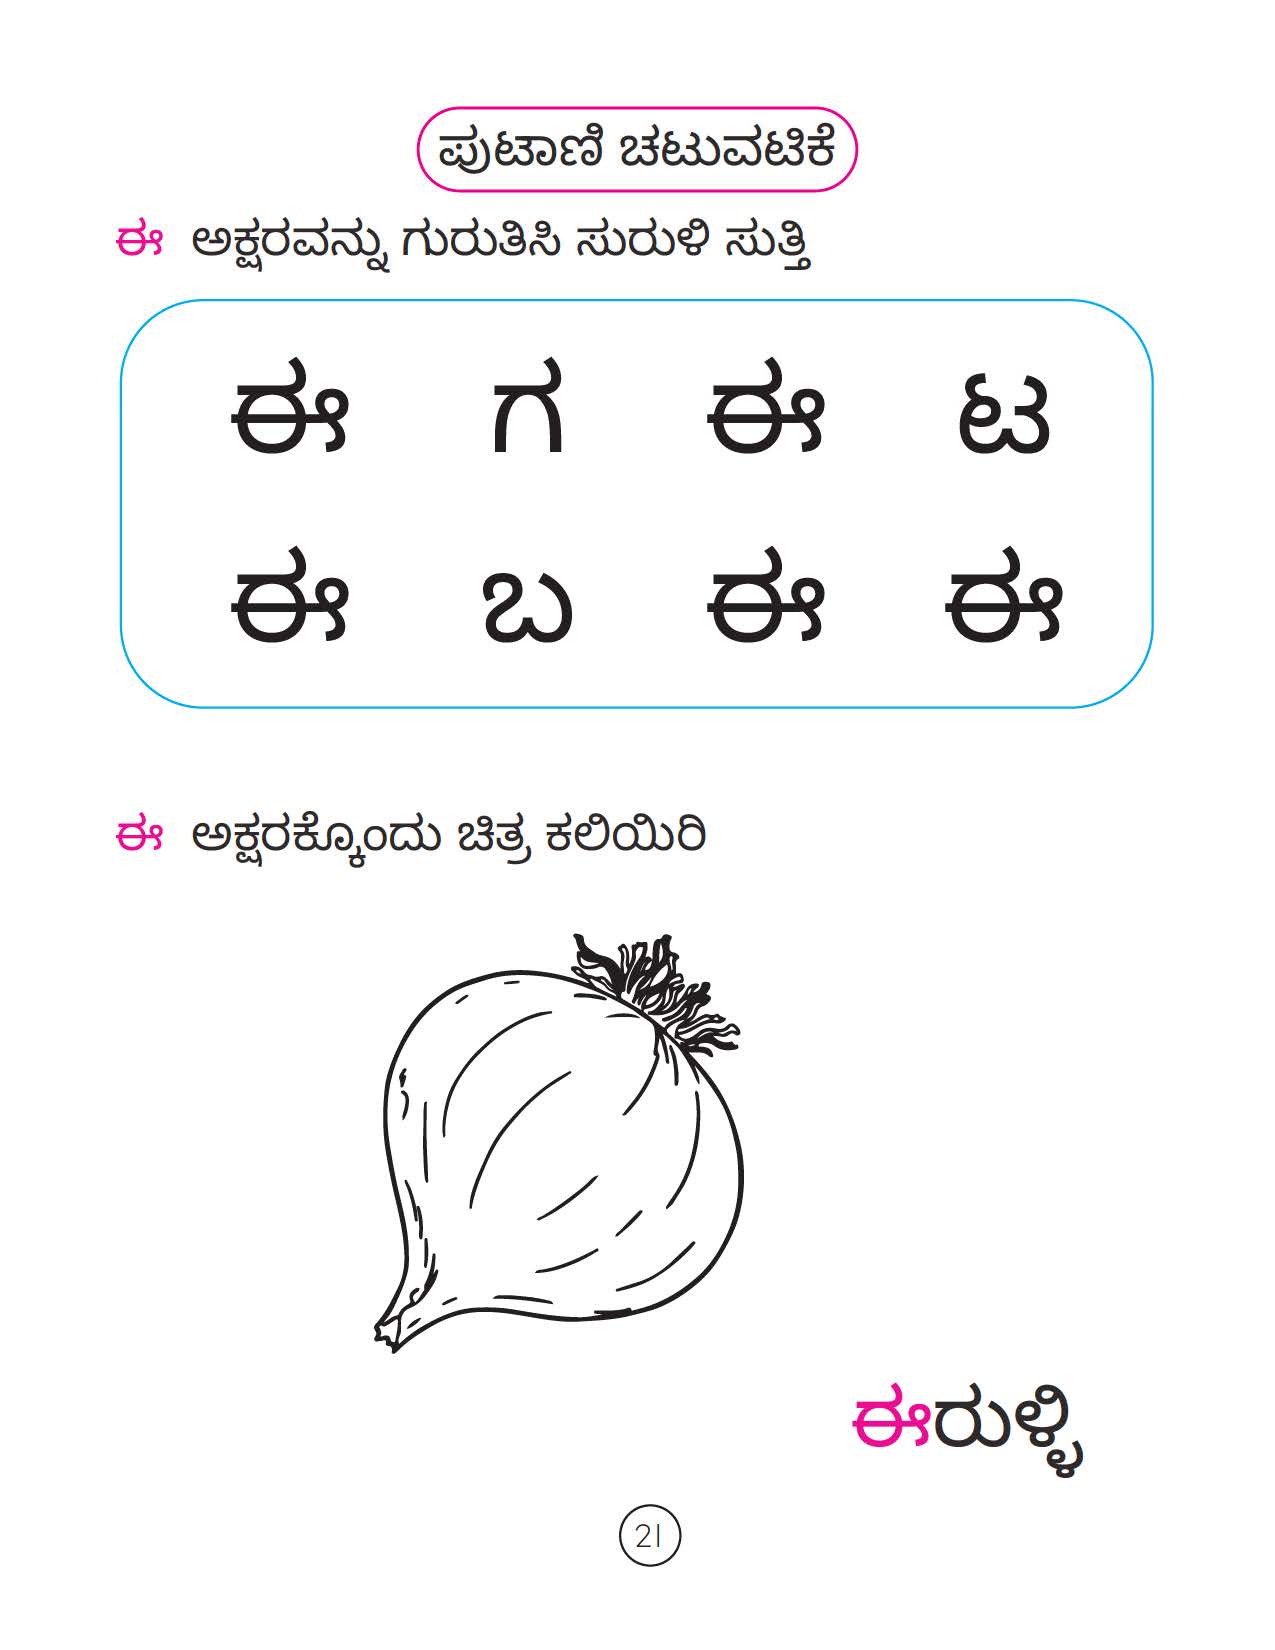 ಪುಟಾಣಿ ಚಟುವಟಿಕೆ
ಈ ಅಕ್ಷರವನ್ನು ಗುರುತಿಸಿ ಸುರುಳಿ ಸುತ್ತಿ
ಈ ಗ ಈ ಟ
ಈ ಬ ಈ ಈ
ಈ ಅಕ್ಷರಕ್ಕೊಂದು ಚಿತ್ರ ಕಲಿಯಿರಿ
ಈರುಳ್ಳಿ
21